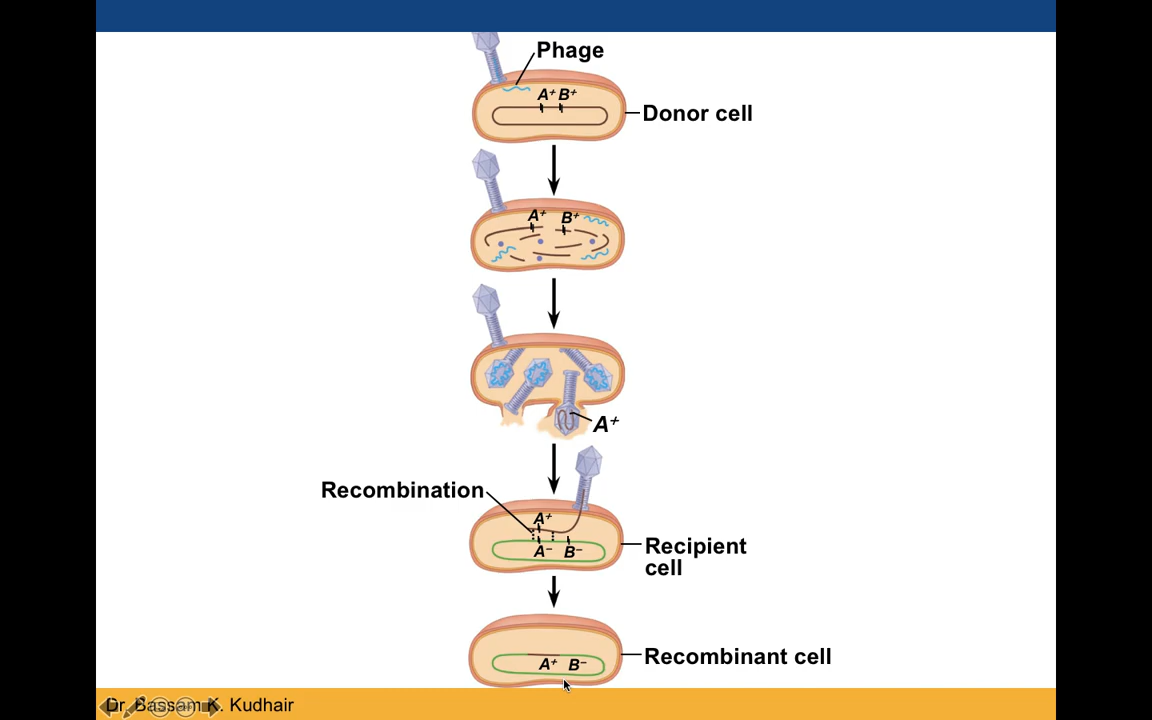 Phage
A⁺ B⁺
Donor cell
A⁺ B⁺
A⁺
Recombination
A⁺
A⁻ B⁻
Recipient
cell
A⁺ B⁻
Recombinant cell
Dr. Bassam K. Kudhair